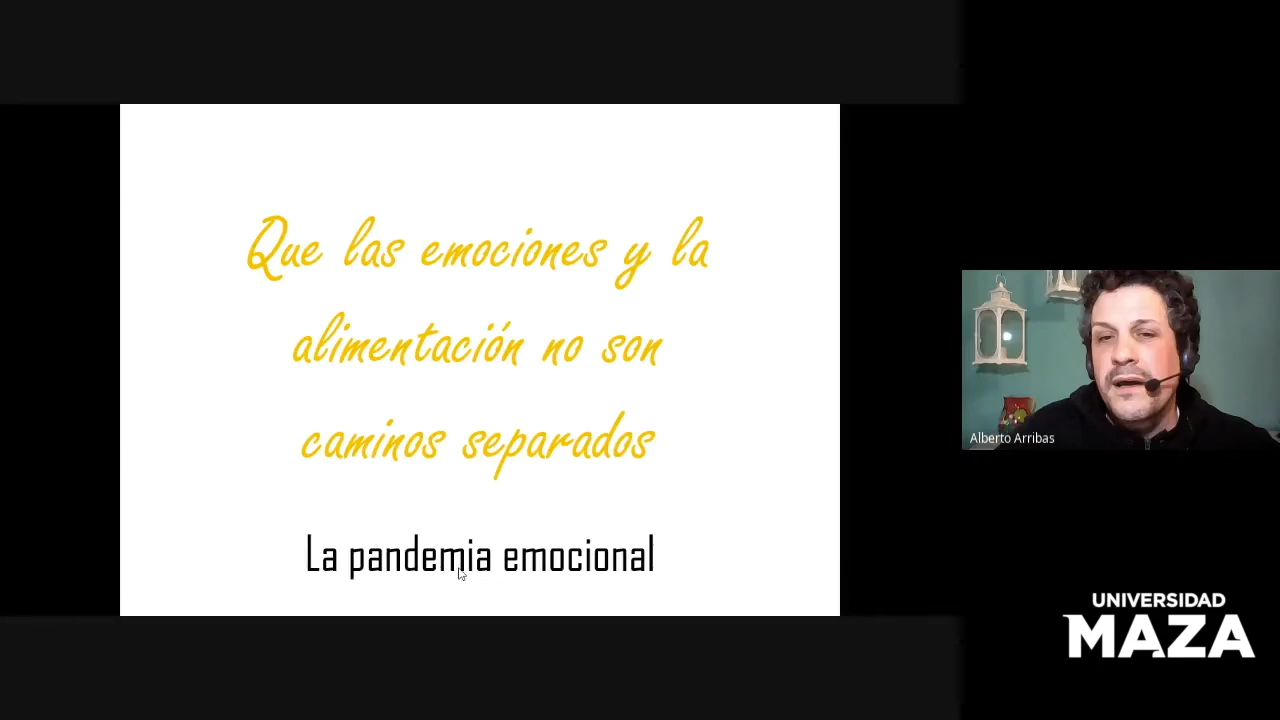 Que las emociones y la
alimentación no son
caminos separados
La pandemia emocional
Alberto Arribas
UNIVERSIDAD
MAZA